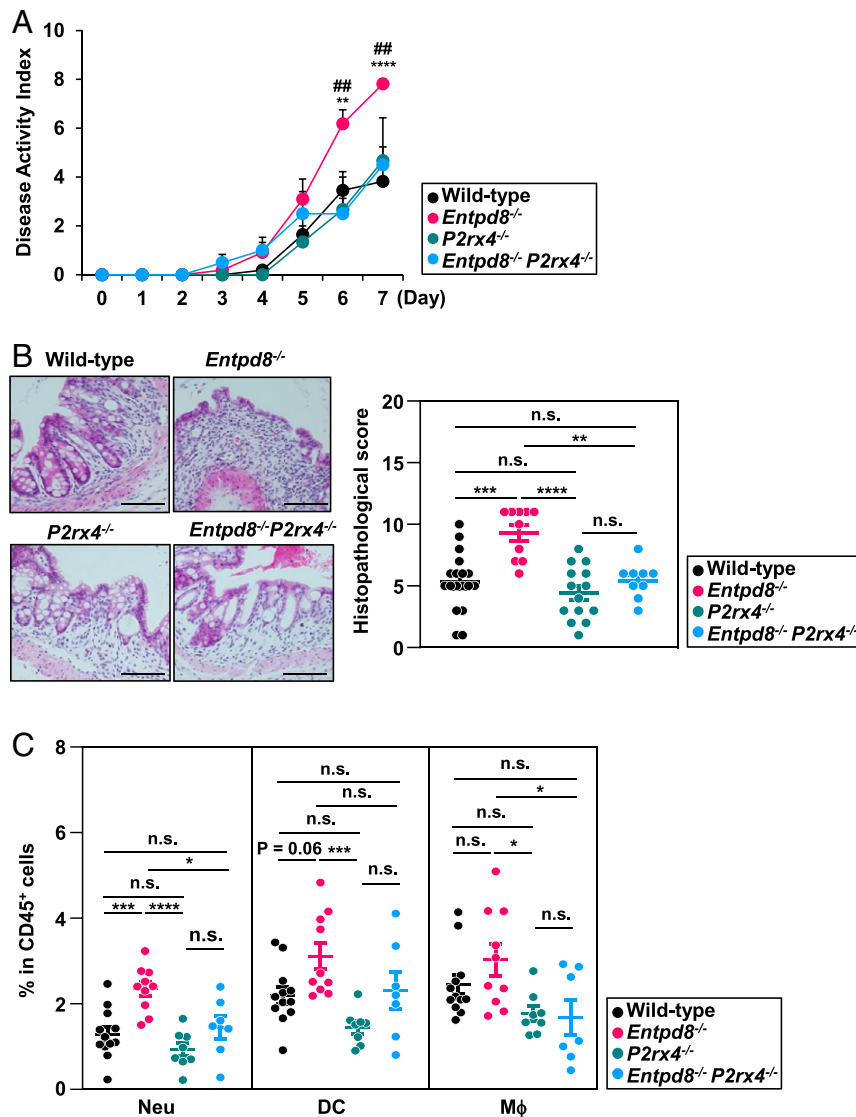 A
Disease Activity Index
10
8
6
4
2
0
##
**
##
****
0 1 2 3 4 5 6 7 (Day)
Wild-type
Entpd8-/-
P2rx4-/-
Entpd8-/- P2rx4-/-
B
Wild-type
Entpd8-/-
P2rx4-/-
Entpd8-/-P2rx4-/-
Histopathological score
20
15
10
5
0
n.s.
**
n.s.
***
****
n.s.
Wild-type
Entpd8-/-
P2rx4-/-
Entpd8-/- P2rx4-/-
C
% in CD45+ cells
8
6
4
2
0
n.s.
*
n.s.
***
****
n.s.
n.s.
n.s.
n.s.
P = 0.06
***
n.s.
n.s.
*
n.s.
n.s.
*
n.s.
Neu
DC
Mϕ
Wild-type
Entpd8-/-
P2rx4-/-
Entpd8-/- P2rx4-/-